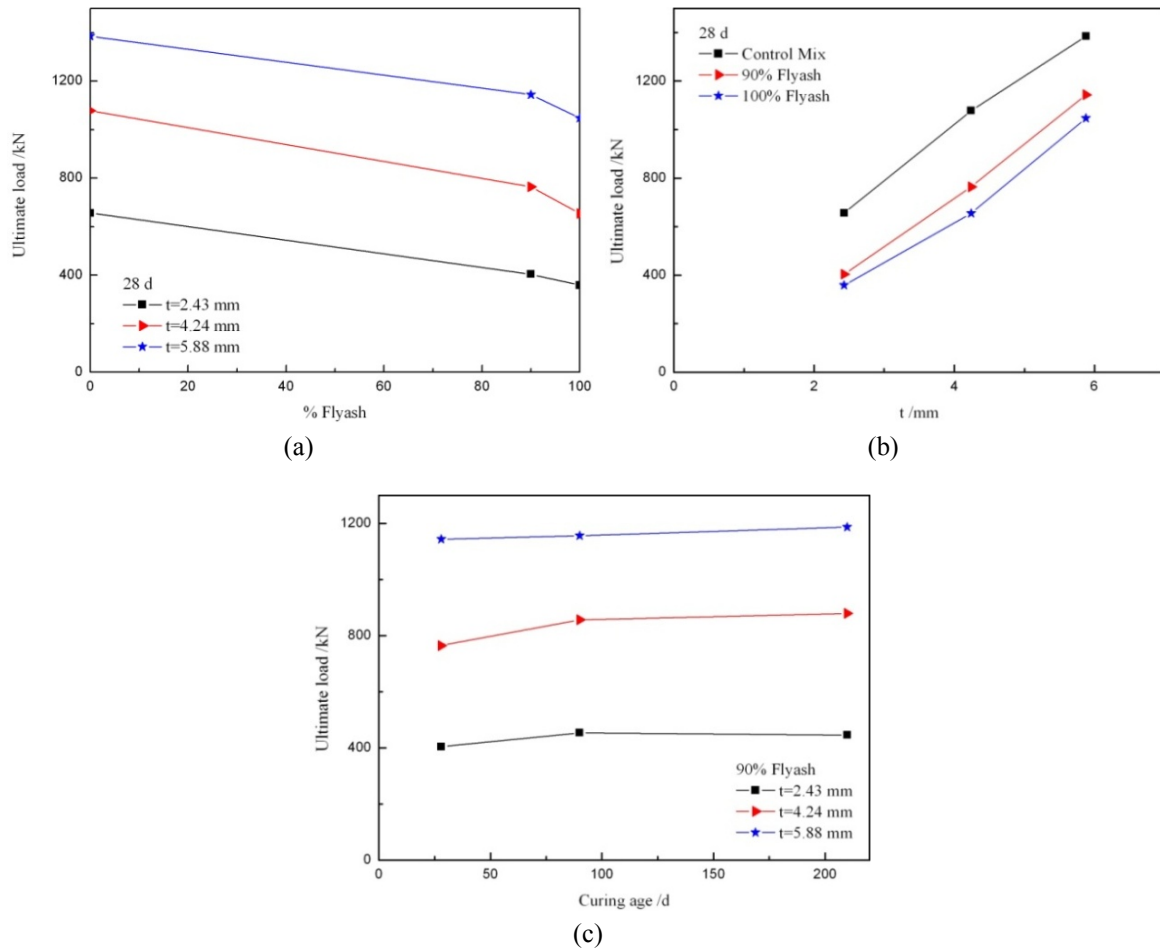 1200
800
400
0
Ultimate load /kN
28 d
t=2.43 mm
t=4.24 mm
t=5.88 mm
0 20 40 60 80 100
% Flyash
(a)
1200
800
400
0
Ultimate load /kN
28 d
Control Mix
90% Flyash
100% Flyash
0 2 4 6
t /mm
(b)
1200
800
400
0
Ultimate load /kN
90% Flyash
t=2.43 mm
t=4.24 mm
t=5.88 mm
0 50 100 150 200
Curing age /d
(c)